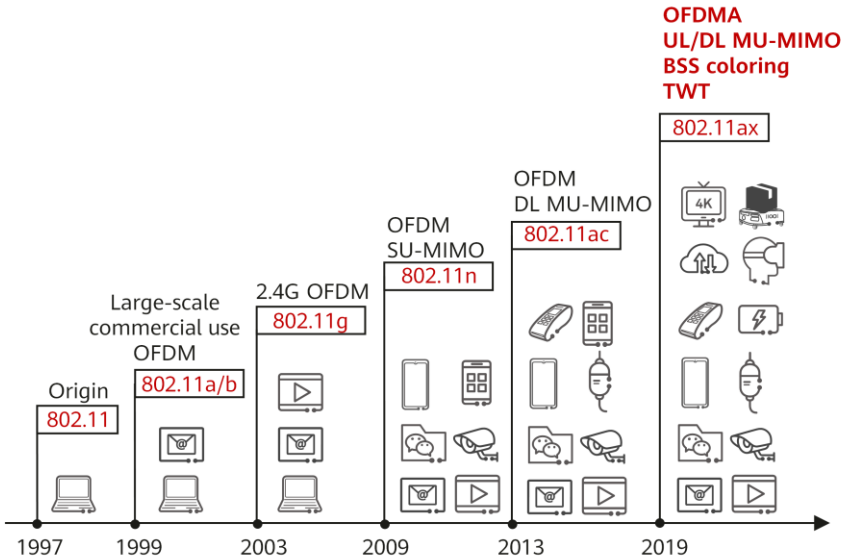 OFDMA
UL/DL MU-MIMO
BSS coloring
TWT
802.11ax
OFDM
DL MU-MIMO
802.11ac
OFDM
SU-MIMO
802.11n
2.4G OFDM
802.11g
Large-scale
commercial use
OFDM
802.11a/b
Origin
802.11
4K
@
@
@
@
@
1997 1999 2003 2009 2013 2019